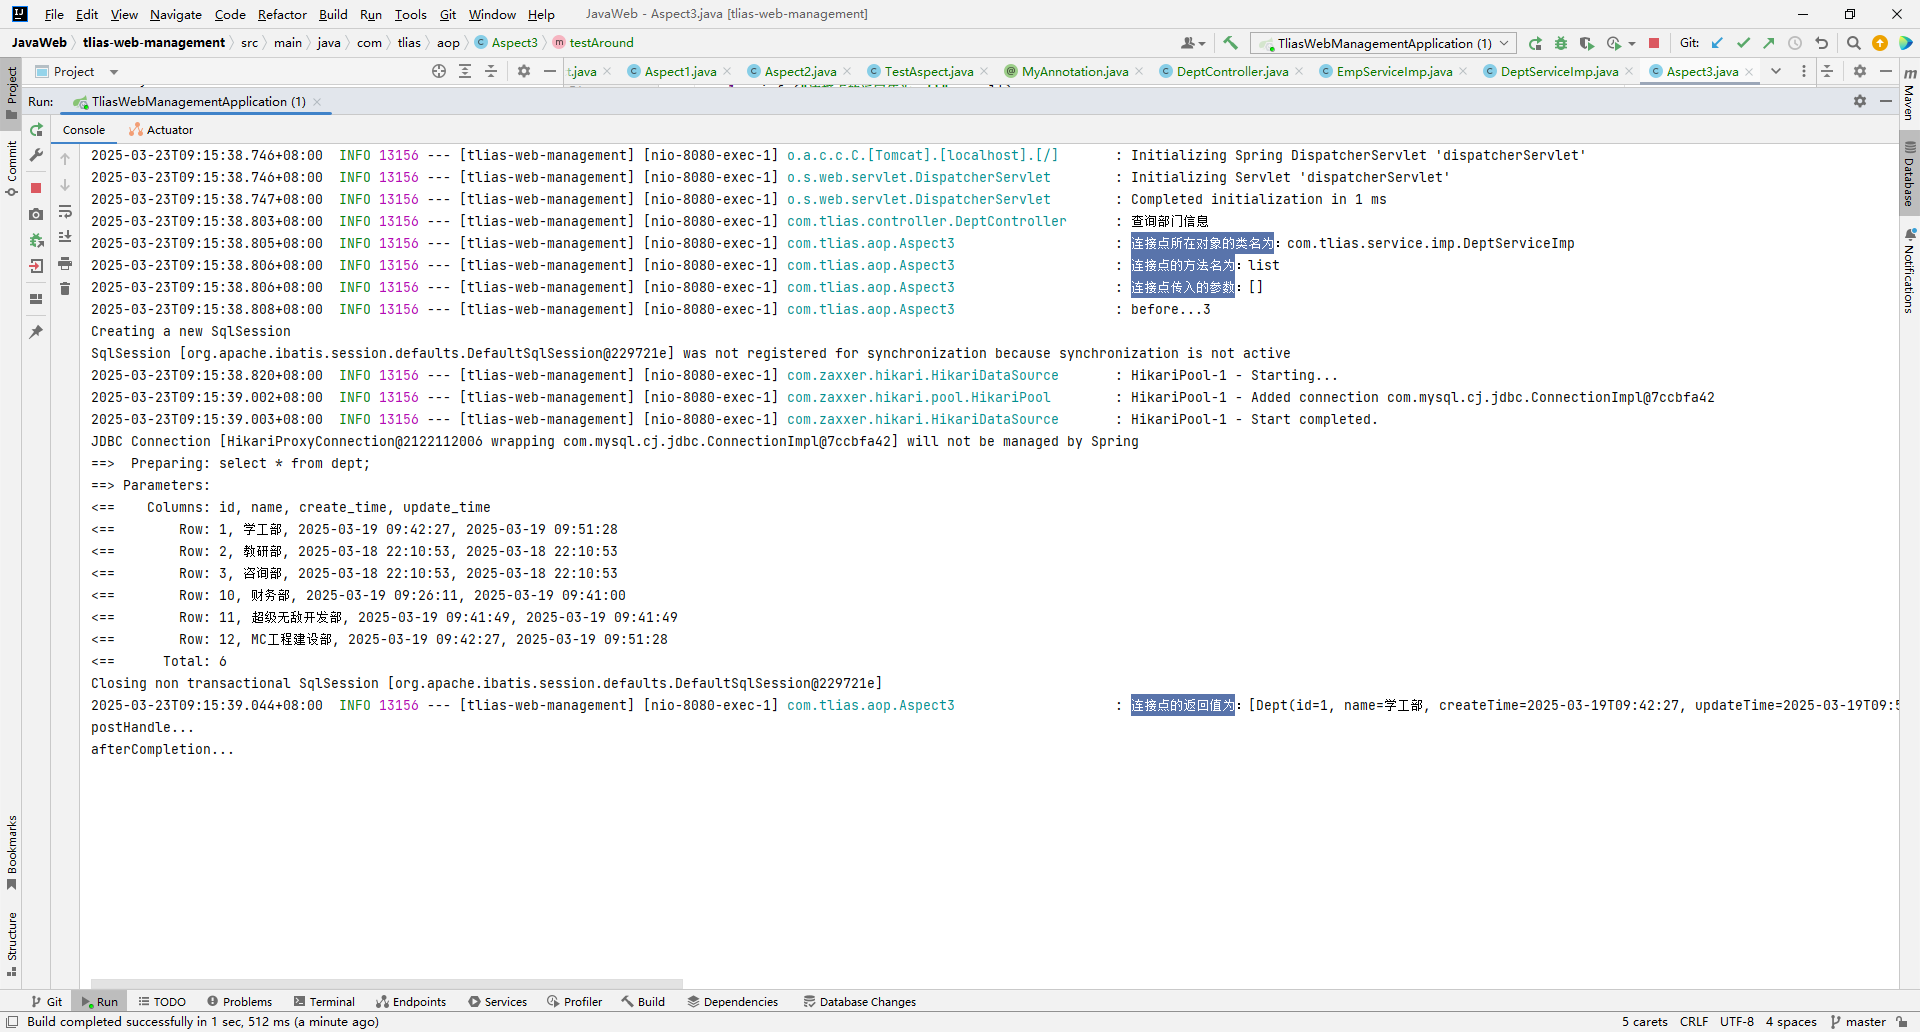 File Edit View Navigate Code Refactor Build Run Tools Git Window Help JavaWeb - Aspect3.java [tlias-web-management]
JavaWeb tlias-web-management src main java com tlias aop Aspect3 testAround TliasWebManagementApplication (1) Git:
Project t.java Aspect1.java Aspect2.java TestAspect.java MyAnnotation.java DeptController.java EmpServiceImp.java DeptServiceImp.java Aspect3.java
Run: TliasWebManagementApplication (1)
Console Actuator
2025-03-23T09:15:38.746+08:00  INFO 13156 --- [tlias-web-management] [nio-8080-exec-1] o.a.c.c.C.[Tomcat].[localhost].[/]       : Initializing Spring DispatcherServlet 'dispatcherServlet'
2025-03-23T09:15:38.746+08:00  INFO 13156 --- [tlias-web-management] [nio-8080-exec-1] o.s.web.servlet.DispatcherServlet        : Initializing Servlet 'dispatcherServlet'
2025-03-23T09:15:38.747+08:00  INFO 13156 --- [tlias-web-management] [nio-8080-exec-1] o.s.web.servlet.DispatcherServlet        : Completed initialization in 1 ms
2025-03-23T09:15:38.803+08:00  INFO 13156 --- [tlias-web-management] [nio-8080-exec-1] com.tlias.controller.DeptController      : 查询部门信息
2025-03-23T09:15:38.805+08:00  INFO 13156 --- [tlias-web-management] [nio-8080-exec-1] com.tlias.aop.Aspect3                    : 连接点所在对象的类名为：com.tlias.service.imp.DeptServiceImp
2025-03-23T09:15:38.806+08:00  INFO 13156 --- [tlias-web-management] [nio-8080-exec-1] com.tlias.aop.Aspect3                    : 连接点的方法名为：list
2025-03-23T09:15:38.806+08:00  INFO 13156 --- [tlias-web-management] [nio-8080-exec-1] com.tlias.aop.Aspect3                    : 连接点传入的参数：[]
2025-03-23T09:15:38.808+08:00  INFO 13156 --- [tlias-web-management] [nio-8080-exec-1] com.tlias.aop.Aspect3                    : before...3
Creating a new SqlSession
SqlSession [org.apache.ibatis.session.defaults.DefaultSqlSession@229721e] was not registered for synchronization because synchronization is not active
2025-03-23T09:15:38.820+08:00  INFO 13156 --- [tlias-web-management] [nio-8080-exec-1] com.zaxxer.hikari.HikariDataSource       : HikariPool-1 - Starting...
2025-03-23T09:15:39.002+08:00  INFO 13156 --- [tlias-web-management] [nio-8080-exec-1] com.zaxxer.hikari.pool.HikariPool        : HikariPool-1 - Added connection com.mysql.cj.jdbc.ConnectionImpl@7ccbfa42
2025-03-23T09:15:39.003+08:00  INFO 13156 --- [tlias-web-management] [nio-8080-exec-1] com.zaxxer.hikari.HikariDataSource       : HikariPool-1 - Start completed.
JDBC Connection [HikariProxyConnection@2122112006 wrapping com.mysql.cj.jdbc.ConnectionImpl@7ccbfa42] will not be managed by Spring
==>  Preparing: select * from dept;
==> Parameters:
<==    Columns: id, name, create_time, update_time
<==        Row: 1, 学工部, 2025-03-19 09:42:27, 2025-03-19 09:51:28
<==        Row: 2, 教研部, 2025-03-18 22:10:53, 2025-03-18 22:10:53
<==        Row: 3, 咨询部, 2025-03-18 22:10:53, 2025-03-18 22:10:53
<==        Row: 10, 财务部, 2025-03-19 09:26:11, 2025-03-19 09:41:00
<==        Row: 11, 超级无敌开发部, 2025-03-19 09:41:49, 2025-03-19 09:41:49
<==        Row: 12, MC工程建设部, 2025-03-19 09:42:27, 2025-03-19 09:51:28
<==      Total: 6
Closing non transactional SqlSession [org.apache.ibatis.session.defaults.DefaultSqlSession@229721e]
2025-03-23T09:15:39.044+08:00  INFO 13156 --- [tlias-web-management] [nio-8080-exec-1] com.tlias.aop.Aspect3                    : 连接点的返回值为：[Dept(id=1, name=学工部, createTime=2025-03-19T09:42:27, updateTime=2025-03-19T09:5
postHandle...
afterCompletion...
Project
Commit
Bookmarks
Structure
Maven
Database
Notifications
Git Run TODO Problems Terminal Endpoints Services Profiler Build Dependencies Database Changes
Build completed successfully in 1 sec, 512 ms (a minute ago) 5 carets CRLF UTF-8 4 spaces master